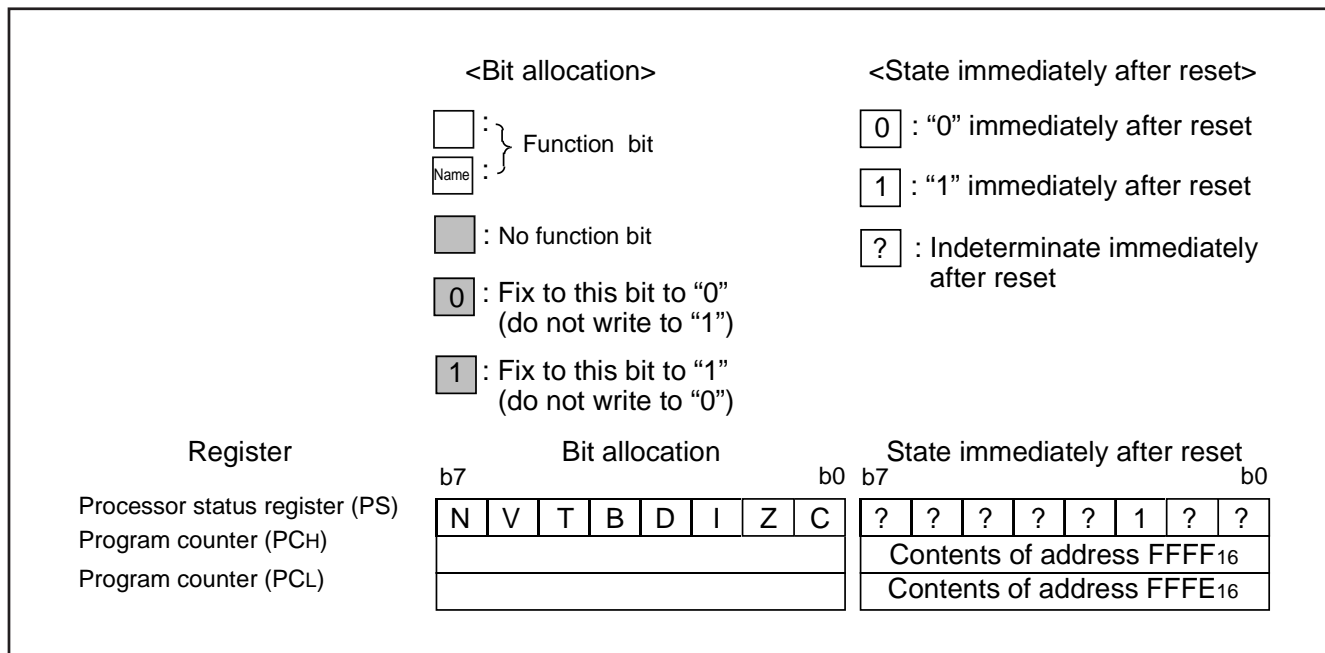 <Bit allocation> <State immediately after reset>
: Function bit
Name :
: No function bit
0 : Fix to this bit to “0”
(do not write to “1”)
1 : Fix to this bit to “1”
(do not write to “0”)
0 : “0” immediately after reset
1 : “1” immediately after reset
? : Indeterminate immediately
after reset
Register Bit allocation State immediately after reset
b7 b0 b7 b0
Processor status register (PS) N V T B D I Z C ? ? ? ? ? 1 ? ?
Program counter (PCH) Contents of address FFFF16
Program counter (PCL) Contents of address FFFE16